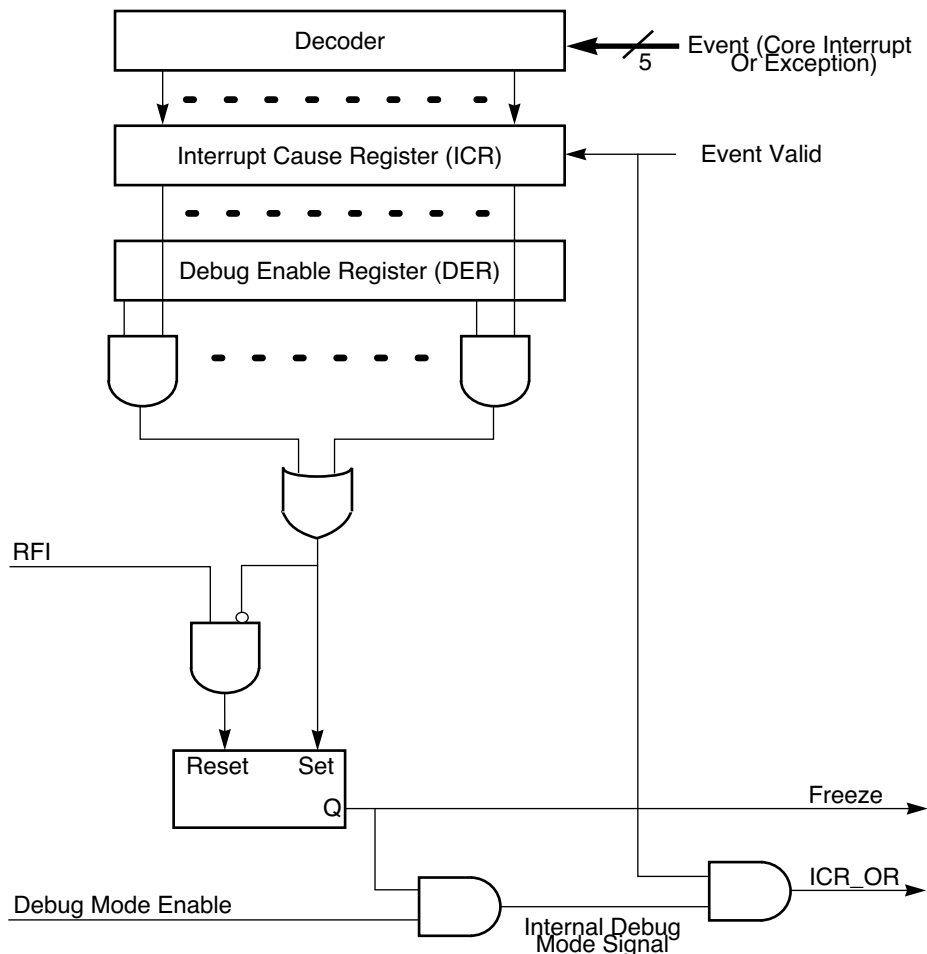 Decoder
Event (Core Interrupt
Or Exception)
5
Interrupt Cause Register (ICR)
Event Valid
Debug Enable Register (DER)
RFI
Reset
Set
Q
Freeze
ICR_OR
Debug Mode Enable
Internal Debug
Mode Signal